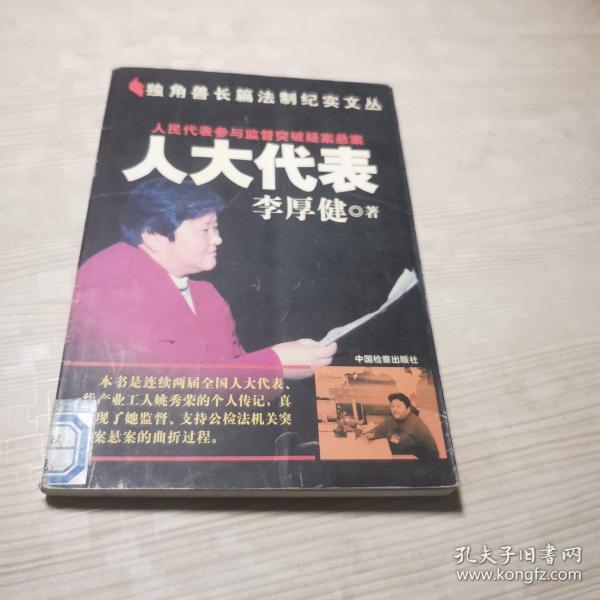 独角兽长篇法制纪实文丛
人民代表参与监督突破疑案悬案
人大代表
李厚健◎著
中国检察出版社
本书是连续两届全国人大代表、
线产业工人姚秀荣的个人传记，真
现了她监督、支持公检法机关突
案悬案的曲折过程。
孔夫子旧书网
www.kongfz.com